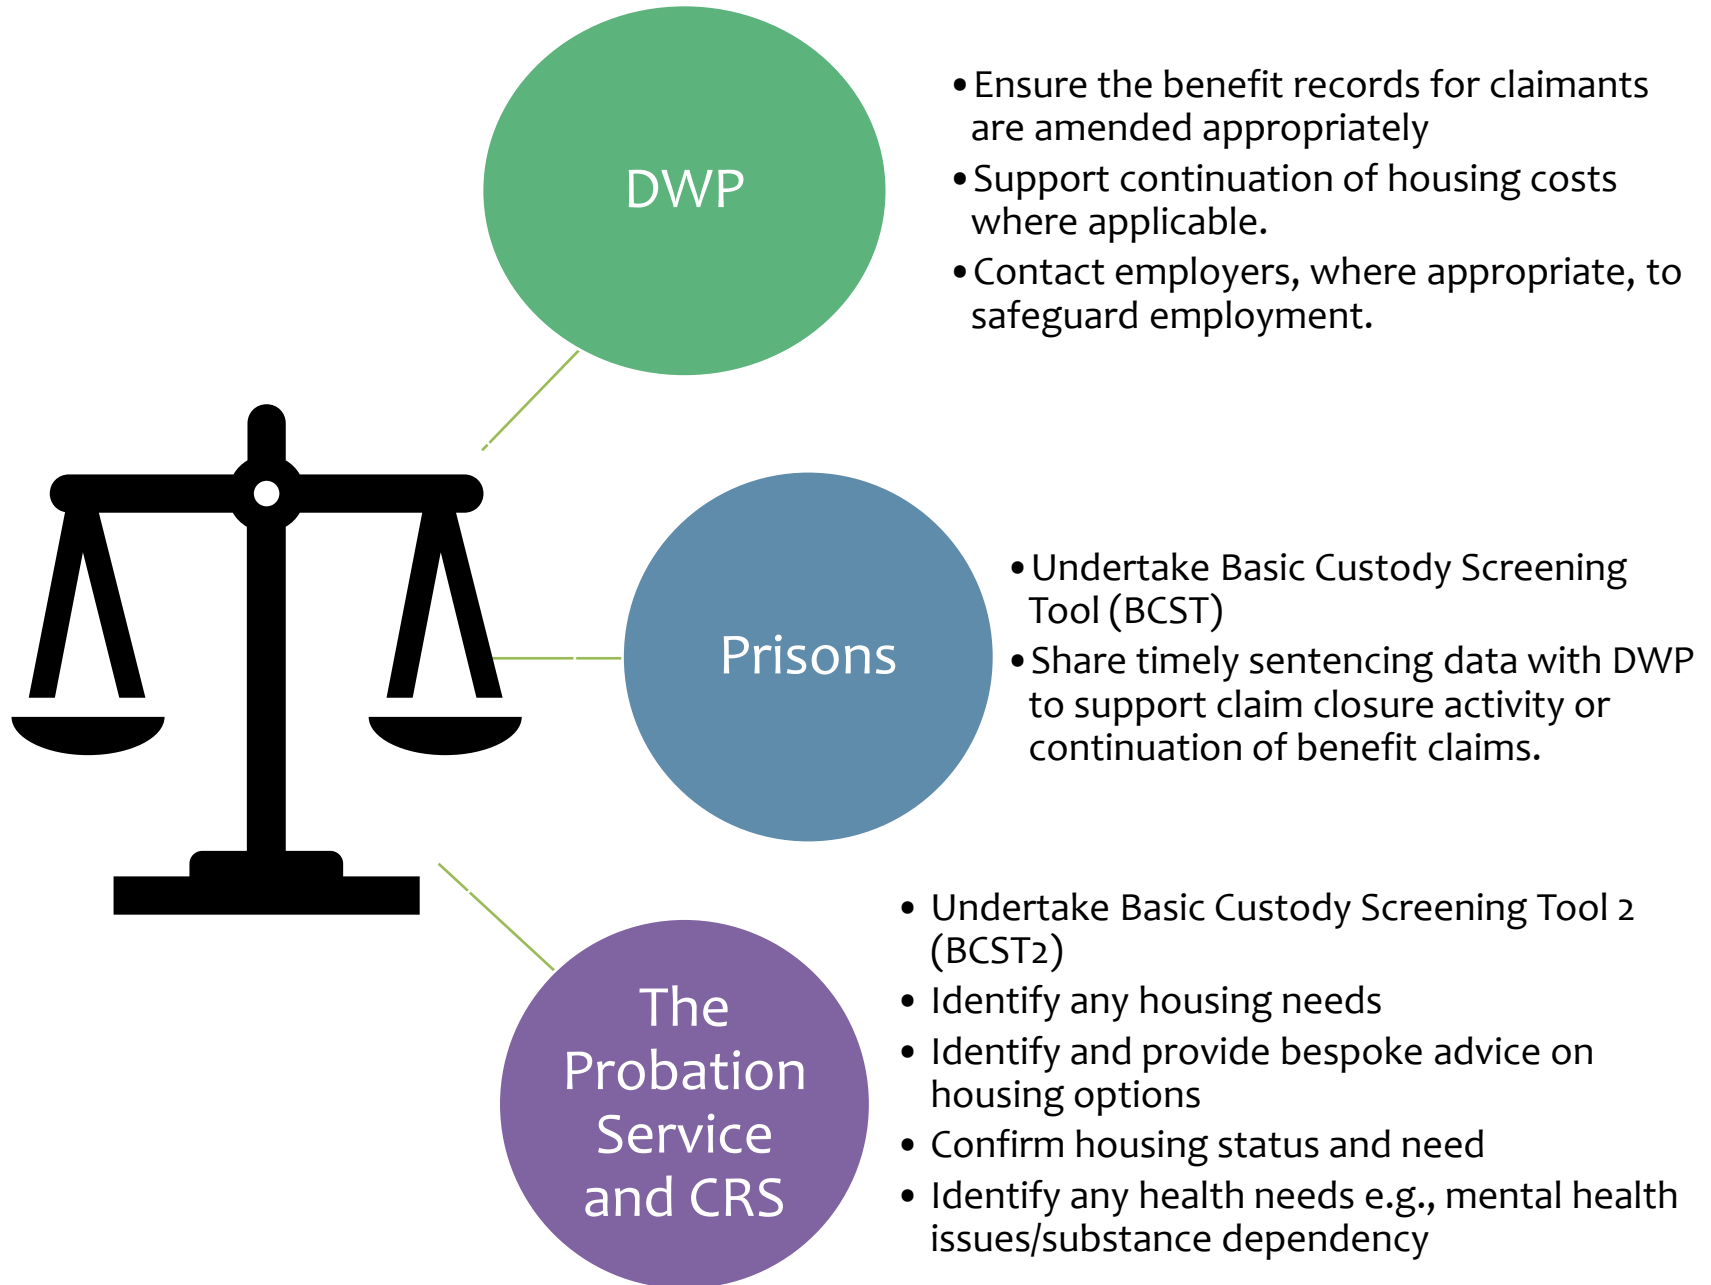 DWP
•Ensure the benefit records for claimants
are amended appropriately
•Support continuation of housing costs
where applicable.
•Contact employers, where appropriate, to
safeguard employment.
Prisons
•Undertake Basic Custody Screening
Tool (BCST)
•Share timely sentencing data with DWP
to support claim closure activity or
continuation of benefit claims.
The
Probation
Service
and CRS
• Undertake Basic Custody Screening Tool 2
(BCST2)
• Identify any housing needs
• Identify and provide bespoke advice on
housing options
• Confirm housing status and need
• Identify any health needs e.g., mental health
issues/substance dependency